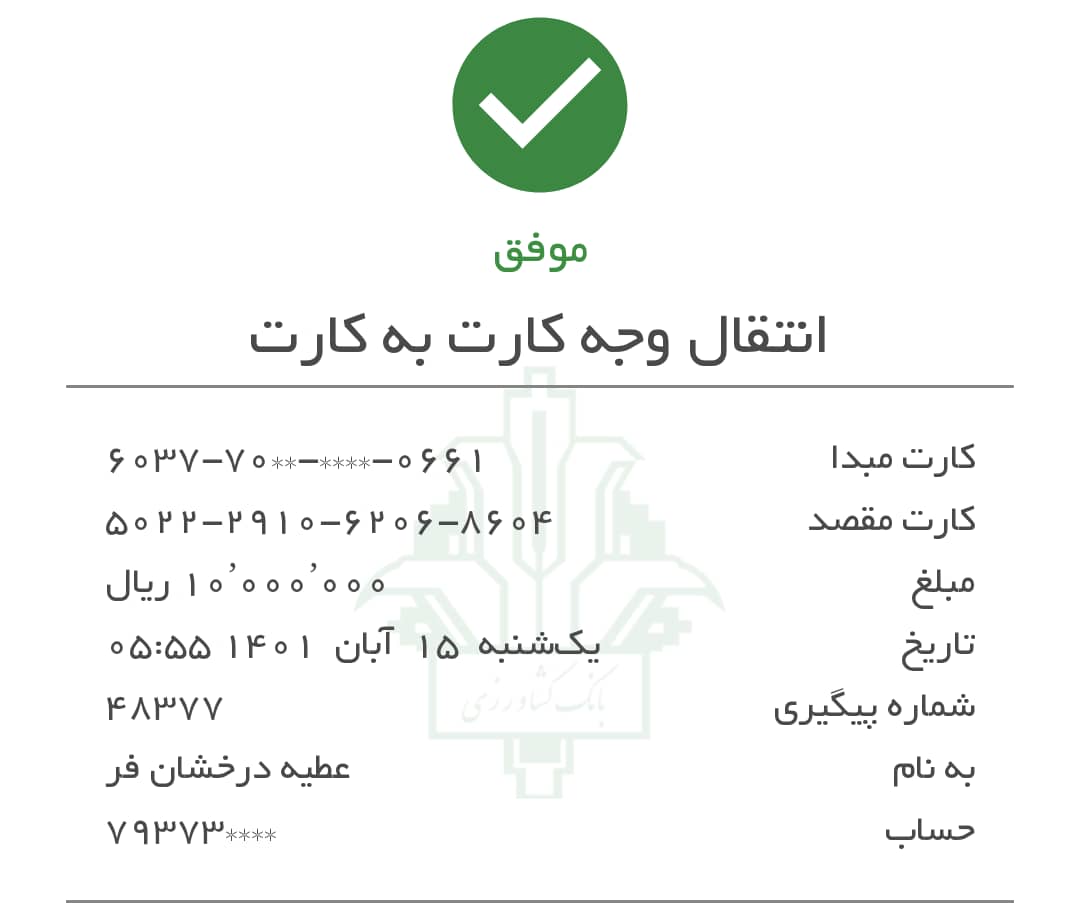 موفق
انتقال وجه کارت به کارت
کارت مبدا ۶۰۳۷-۷۰**-****-۰۶۶۱
کارت مقصد ۵۰۲۲-۲۹۱۰-۶۲۰۶-۸۶۰۴
مبلغ ۱۰٬۰۰۰٬۰۰۰ ریال
تاریخ یک‌شنبه ۱۵ آبان ۱۴۰۱ ۰۵:۵۵
شماره پیگیری ۴۸۳۷۷
به نام عطیه درخشان فر
حساب ۷۹۳۷۳****
بانک کشاورزی